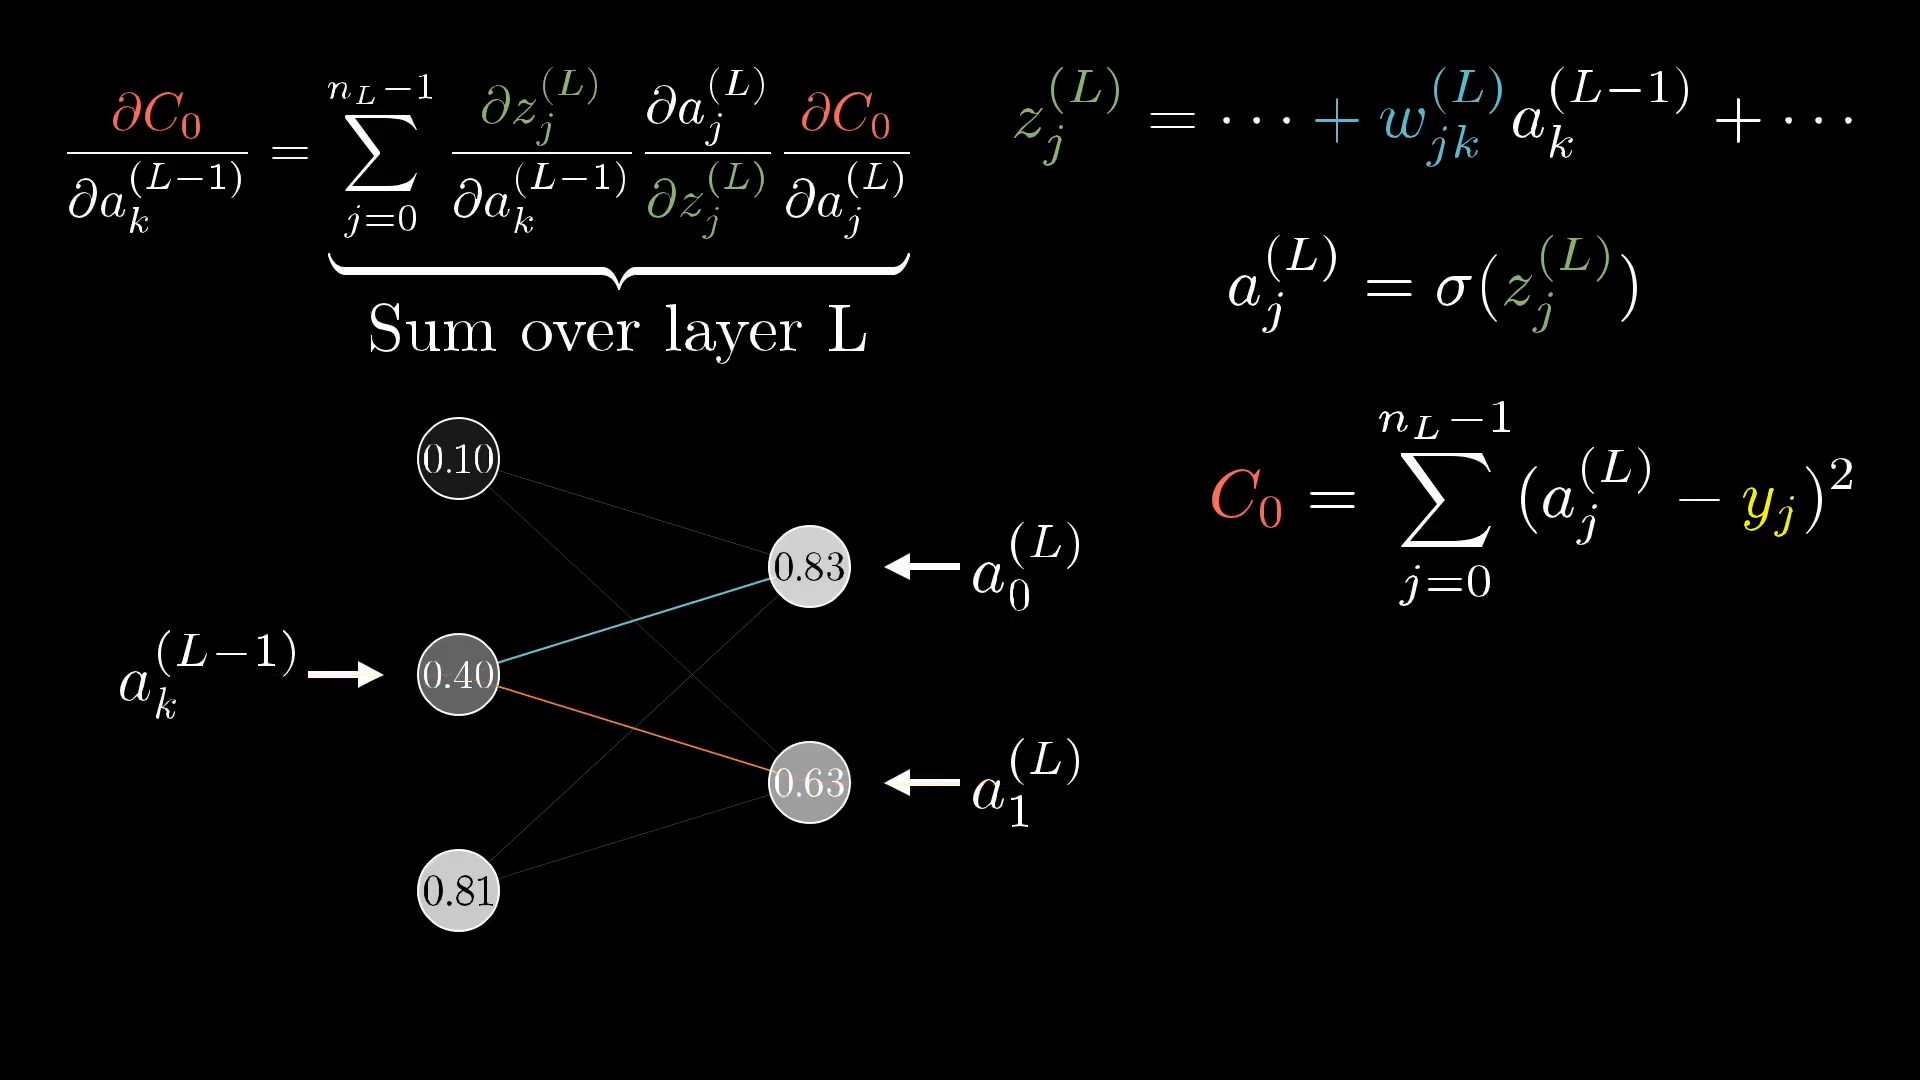 ∂C₀/∂a_k^(L−1) = ∑_{j=0}^{n_L−1} ∂z_j^(L)/∂a_k^(L−1) ∂a_j^(L)/∂z_j^(L) ∂C₀/∂a_j^(L)
Sum over layer L
z_j^(L) = ⋯ + w_jk^(L) a_k^(L−1) + ⋯
a_j^(L) = σ(z_j^(L))
C₀ = ∑_{j=0}^{n_L−1} (a_j^(L) − y_j)²
0.10
0.83
a_0^(L)
a_k^(L−1)
0.40
0.63
a_1^(L)
0.81